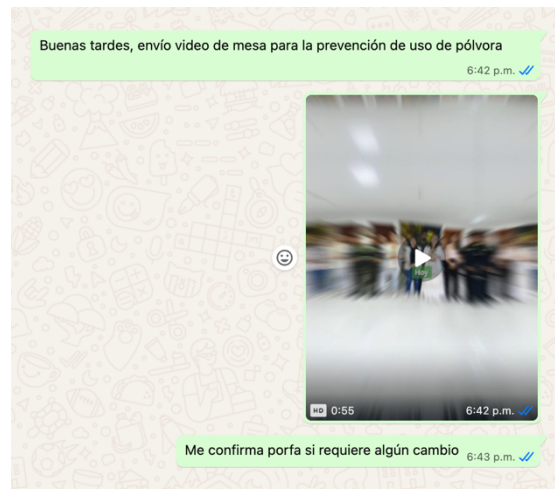 Buenas tardes, envío video de mesa para la prevención de uso de pólvora
6:42 p.m.
Hoy
HD 0:55 6:42 p.m.
Me confirma porfa si requiere algún cambio 6:43 p.m.